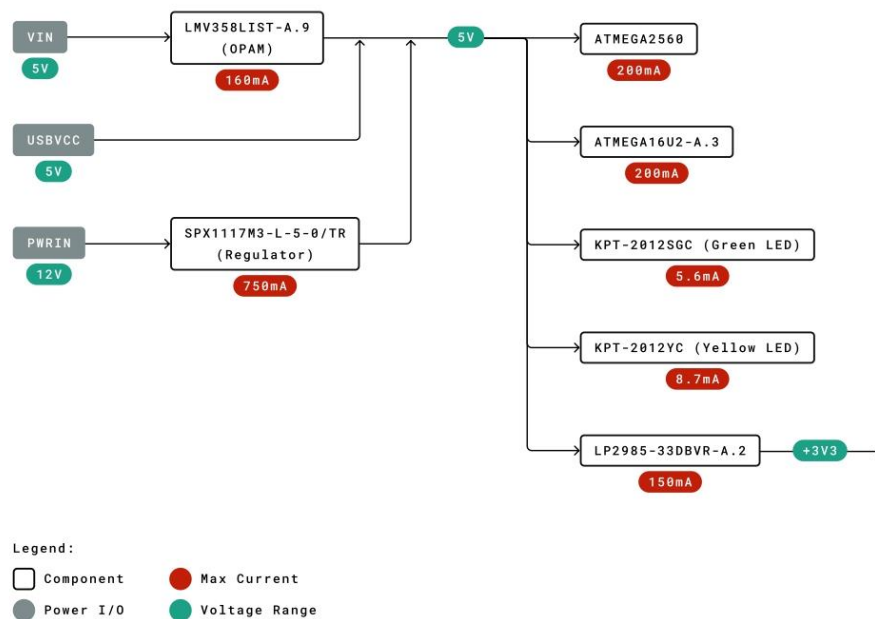 VIN
5V
LMV358LIST-A.9
(OPAM)
160mA
5V
ATMEGA2560
200mA
USBVCC
5V
ATMEGA16U2-A.3
200mA
PWRIN
12V
SPX1117M3-L-5-0/TR
(Regulator)
750mA
KPT-2012SGC (Green LED)
5.6mA
KPT-2012YC (Yellow LED)
8.7mA
LP2985-33DBVR-A.2
150mA
+3V3
Legend:
Component
Max Current
Power I/O
Voltage Range